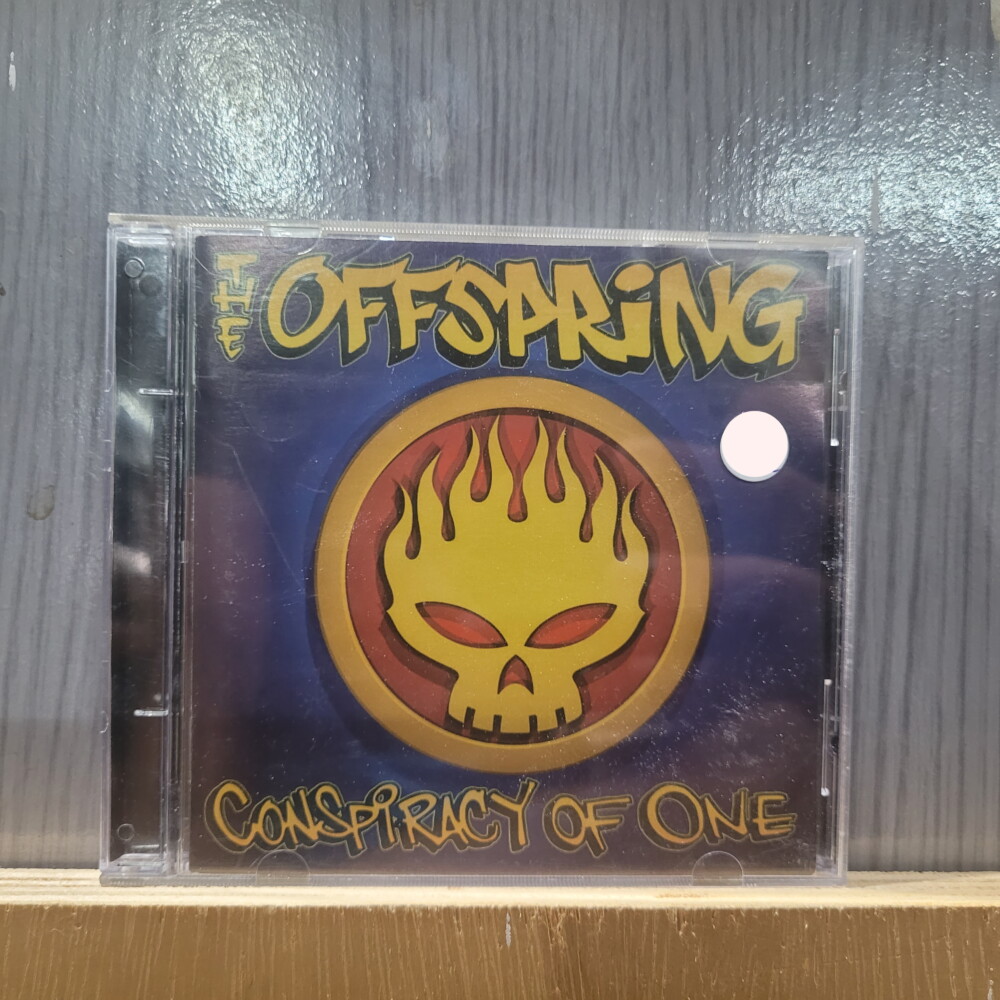 THE OFFSPRiNG
CONSPiRACY OF ONE